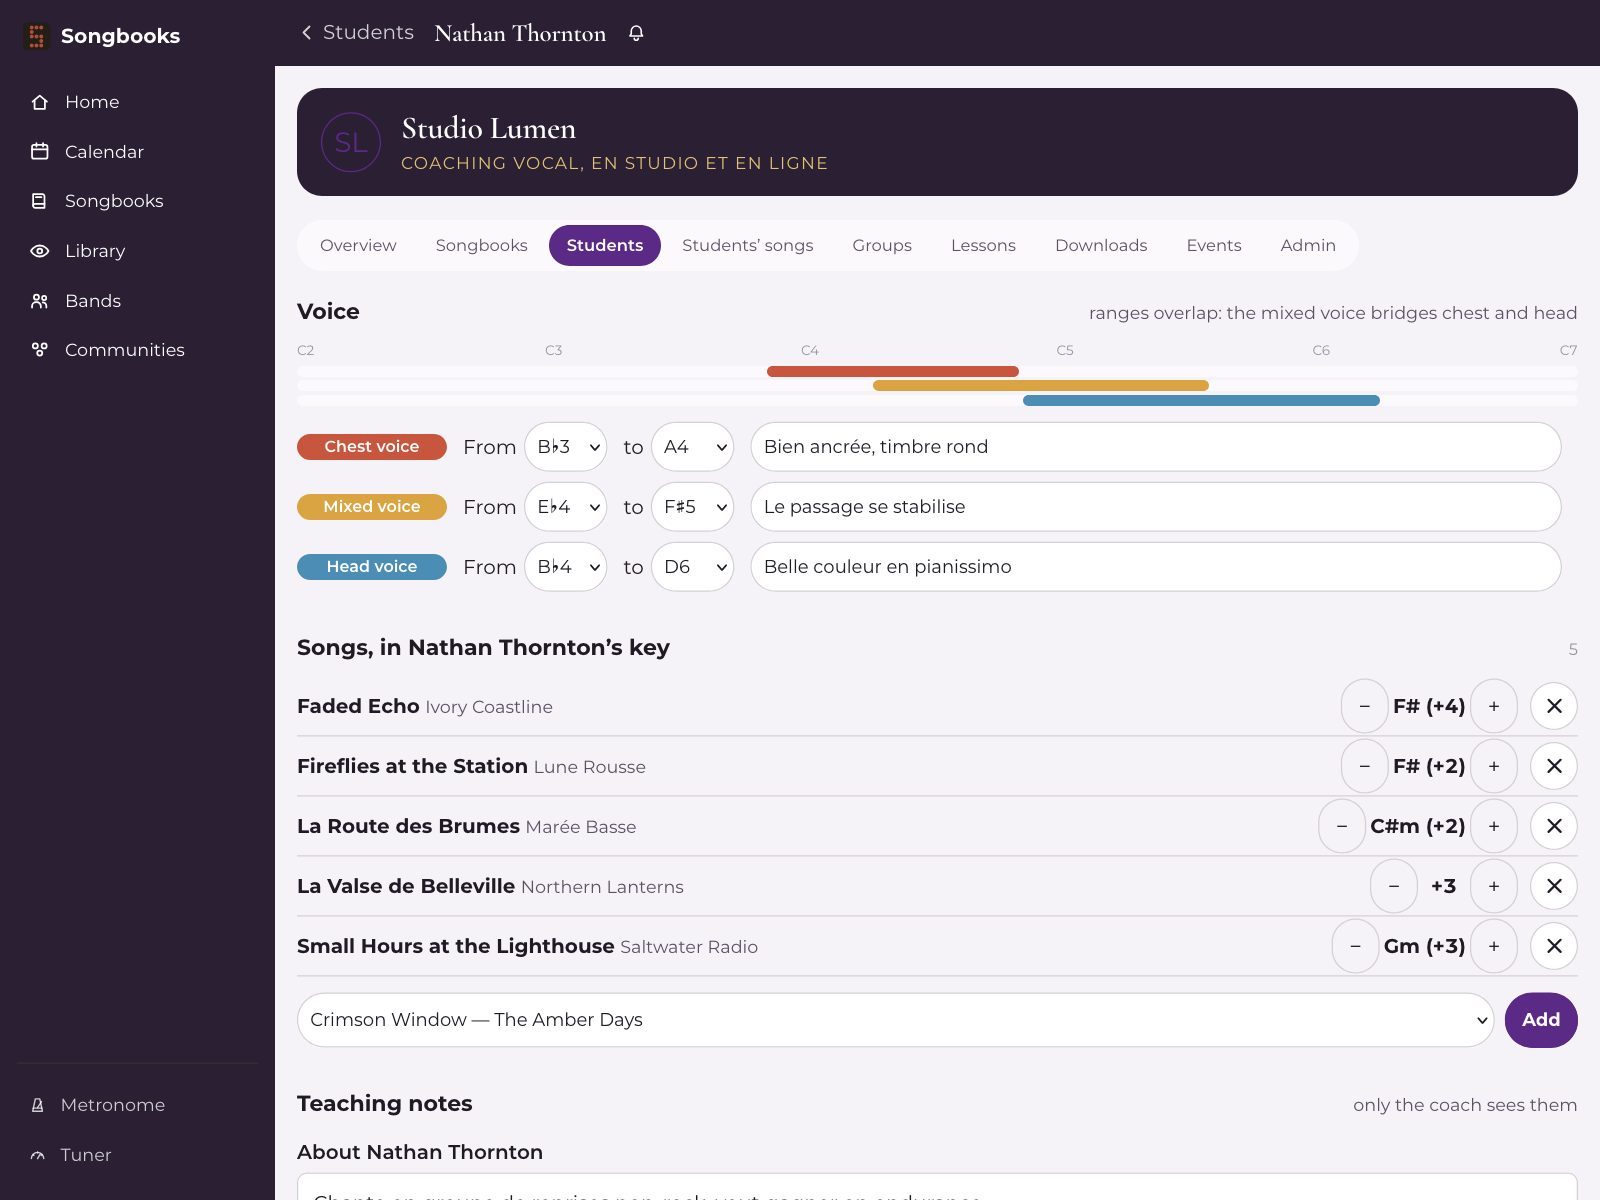 Songbooks
Home
Calendar
Songbooks
Library
Bands
Communities
Metronome
Tuner
Students Nathan Thornton
SL
Studio Lumen
COACHING VOCAL, EN STUDIO ET EN LIGNE
Overview Songbooks Students Students’ songs Groups Lessons Downloads Events Admin
Voice ranges overlap: the mixed voice bridges chest and head
C2 C3 C4 C5 C6 C7
Chest voice From B♭3 to A4 Bien ancrée, timbre rond
Mixed voice From E♭4 to F♯5 Le passage se stabilise
Head voice From B♭4 to D6 Belle couleur en pianissimo
Songs, in Nathan Thornton’s key 5
Faded Echo Ivory Coastline − F# (+4) +
Fireflies at the Station Lune Rousse − F# (+2) +
La Route des Brumes Marée Basse − C#m (+2) +
La Valse de Belleville Northern Lanterns − +3 +
Small Hours at the Lighthouse Saltwater Radio − Gm (+3) +
Crimson Window — The Amber Days Add
Teaching notes only the coach sees them
About Nathan Thornton